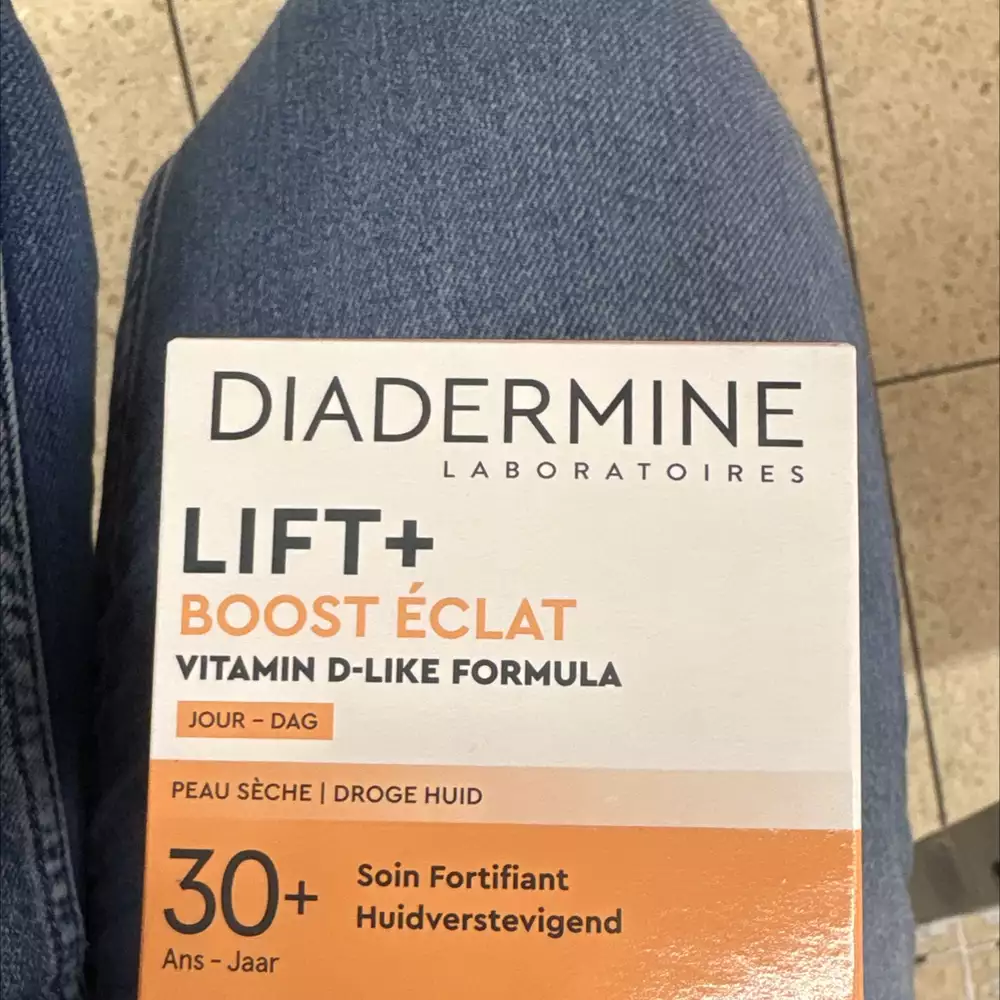 DIADERMINE
LABORATOIRES
LIFT+
BOOST ÉCLAT
VITAMIN D-LIKE FORMULA
JOUR – DAG
PEAU SÈCHE | DROGE HUID
30+
Ans – Jaar
Soin Fortifiant
Huidverstevigend